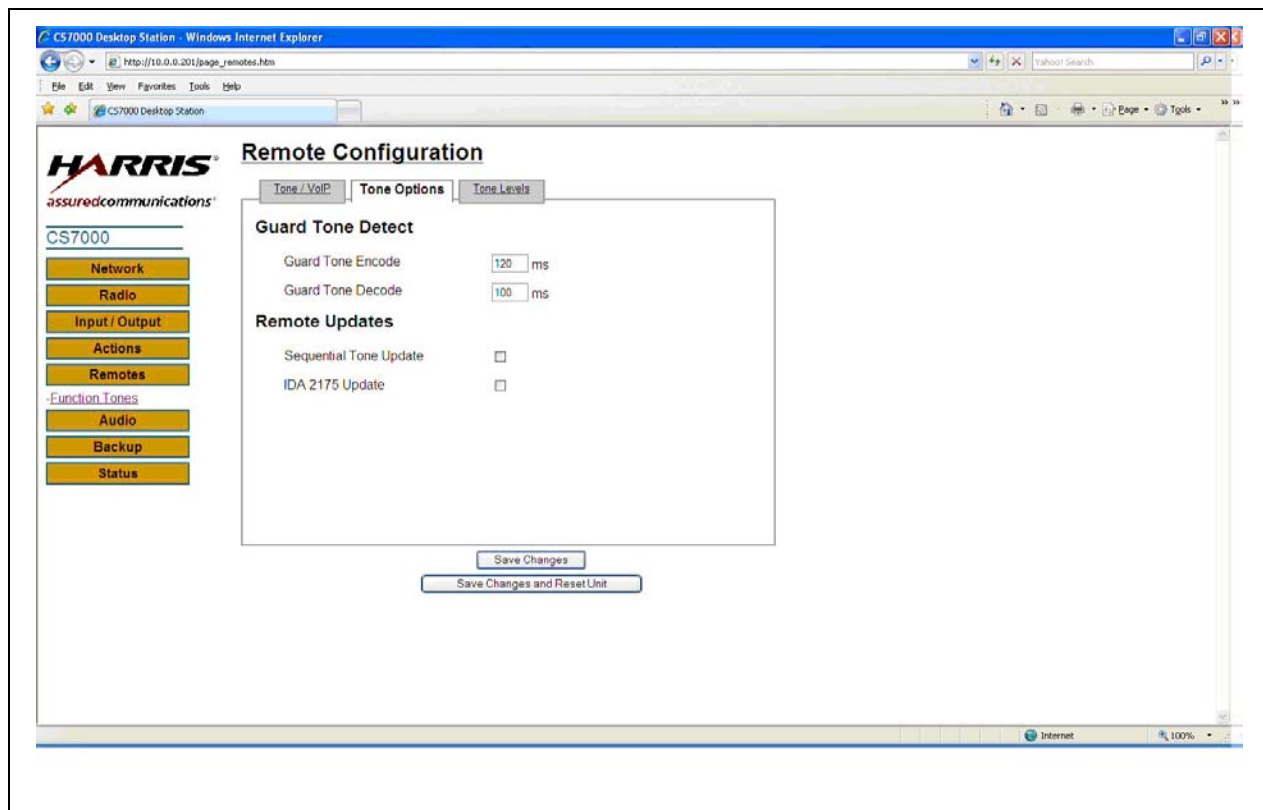 CS7000 Desktop Station - Windows Internet Explorer
http://10.0.0.201/page_remotes.htm
Yahoo! Search
File Edit View Favorites Tools Help
CS7000 Desktop Station
Page Tools
HARRIS
assuredcommunications
CS7000
Network
Radio
Input / Output
Actions
Remotes
-Function Tones
Audio
Backup
Status
Remote Configuration
Tone / VoIP Tone Options Tone Levels
Guard Tone Detect
Guard Tone Encode 120 ms
Guard Tone Decode 100 ms
Remote Updates
Sequential Tone Update
IDA 2175 Update
Save Changes
Save Changes and Reset Unit
Internet 100%